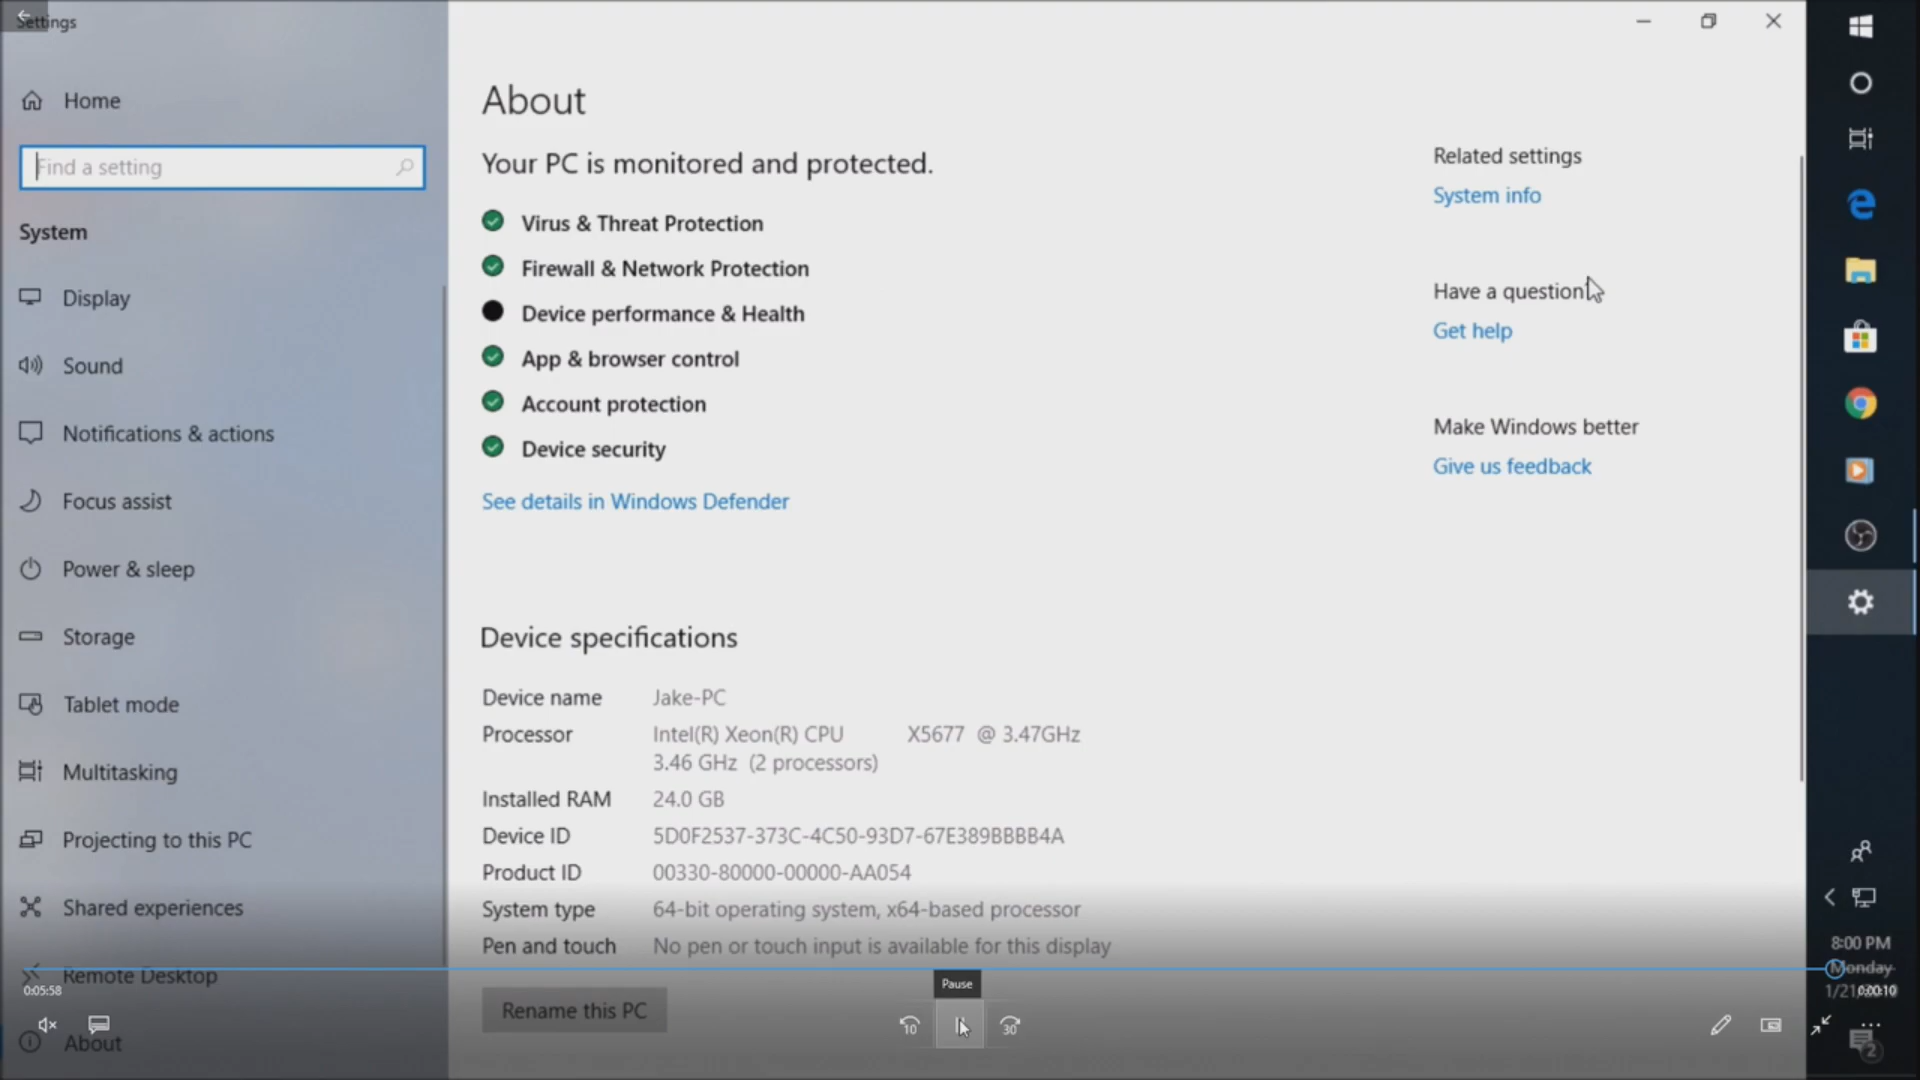 Settings
Home
Find a setting
System
Display
Sound
Notifications & actions
Focus assist
Power & sleep
Storage
Tablet mode
Multitasking
Projecting to this PC
Shared experiences
Remote Desktop
About
About
Your PC is monitored and protected.
Virus & Threat Protection
Firewall & Network Protection
Device performance & Health
App & browser control
Account protection
Device security
See details in Windows Defender
Device specifications
Device name Jake-PC
Processor Intel(R) Xeon(R) CPU X5677 @ 3.47GHz
3.46 GHz (2 processors)
Installed RAM 24.0 GB
Device ID 5D0F2537-373C-4C50-93D7-67E389BBBB4A
Product ID 00330-80000-00000-AA054
System type 64-bit operating system, x64-based processor
Pen and touch No pen or touch input is available for this display
Rename this PC
Related settings
System info
Have a question?
Get help
Make Windows better
Give us feedback
8:00 PM
Monday
0:05:58
0:00:10
Pause
10
30
2